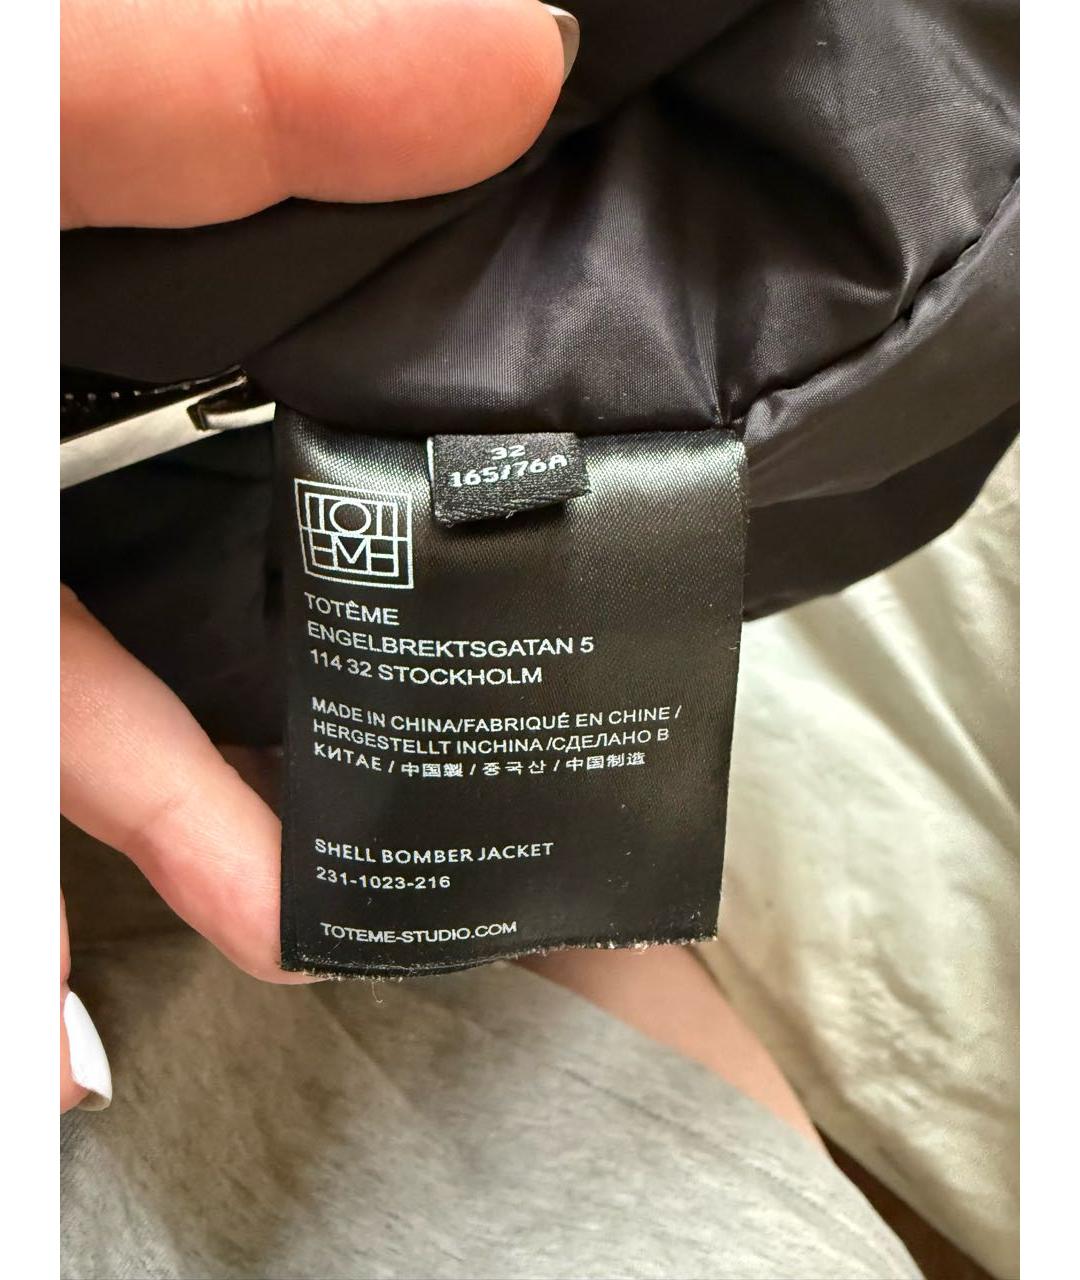 32
165/76A
TOTEME
TOTÊME
ENGELBREKTSGATAN 5
114 32 STOCKHOLM
MADE IN CHINA/FABRIQUÉ EN CHINE /
HERGESTELLT INCHINA /СДЕЛАНО В
КИТАЕ / 中国製 / 중국산 / 中国制造
SHELL BOMBER JACKET
231-1023-216
TOTEME-STUDIO.COM